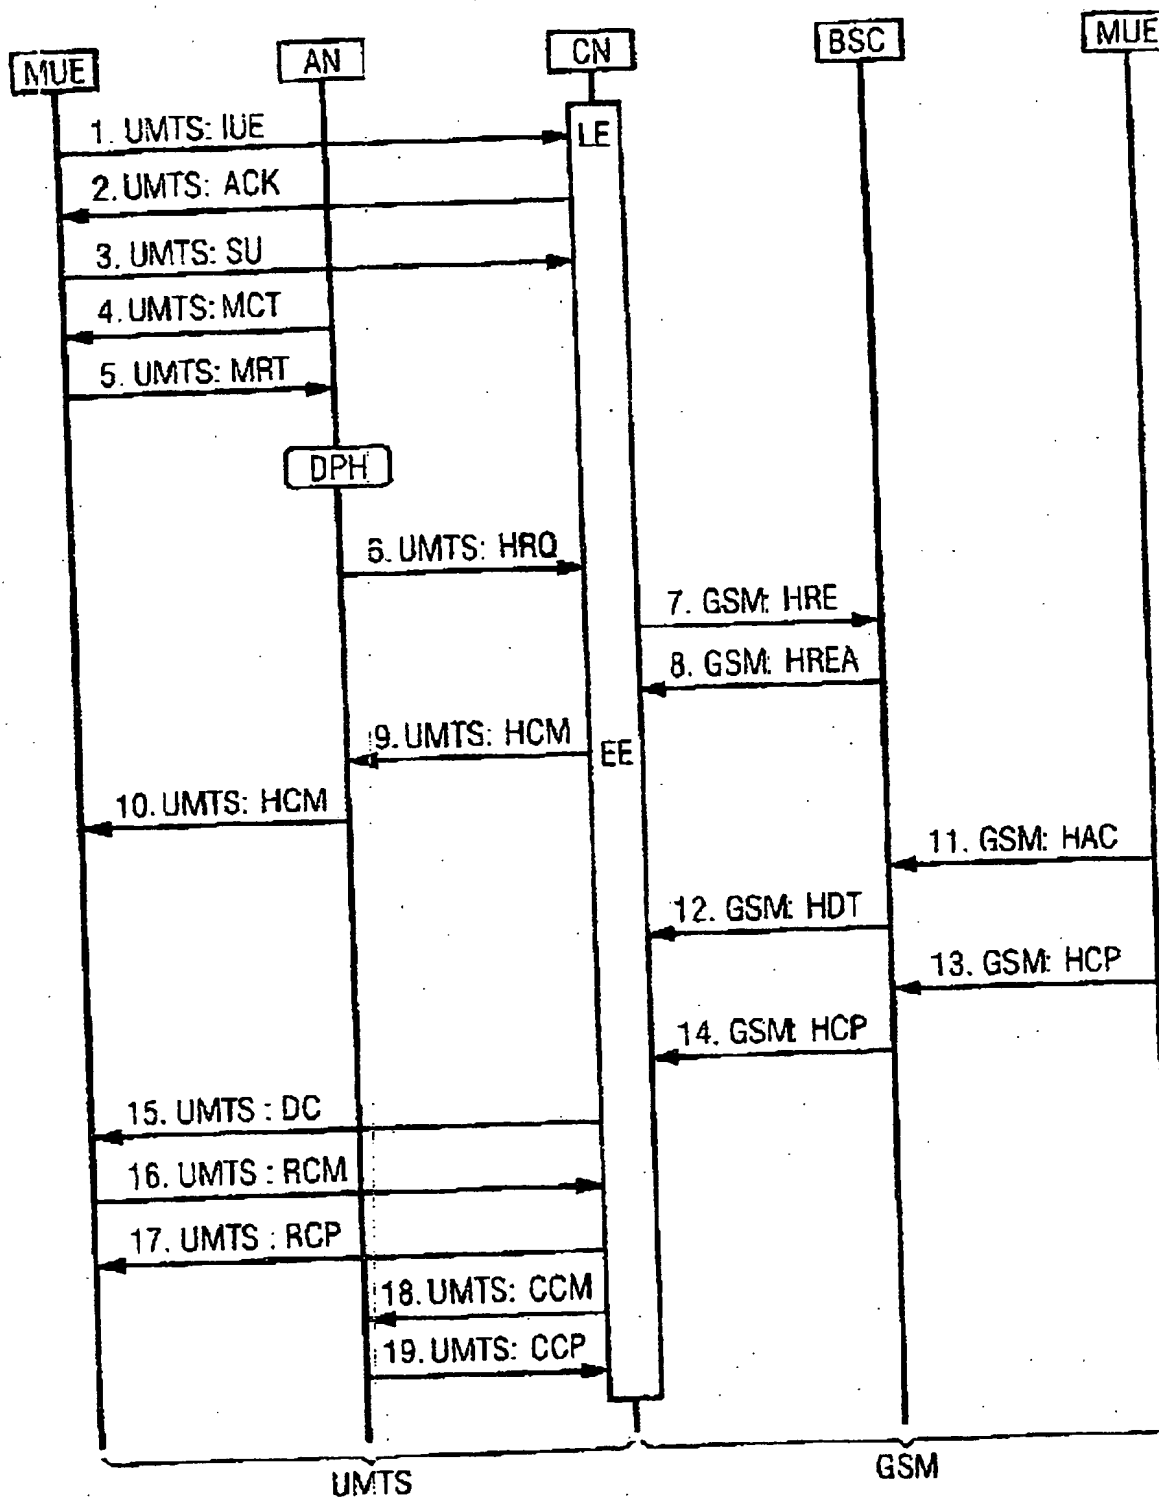 MUE
AN
CN
BSC
MUE
1. UMTS: IUE
LE
2. UMTS: ACK
3. UMTS: SU
4. UMTS: MCT
5. UMTS: MRT
DPH
6. UMTS: HRQ
7. GSM: HRE
8. GSM: HREA
9. UMTS: HCM
EE
10. UMTS: HCM
11. GSM: HAC
12. GSM: HDT
13. GSM: HCP
14. GSM: HCP
15. UMTS : DC
16. UMTS : RCM
17. UMTS : RCP
18. UMTS: CCM
19. UMTS: CCP
UMTS
GSM